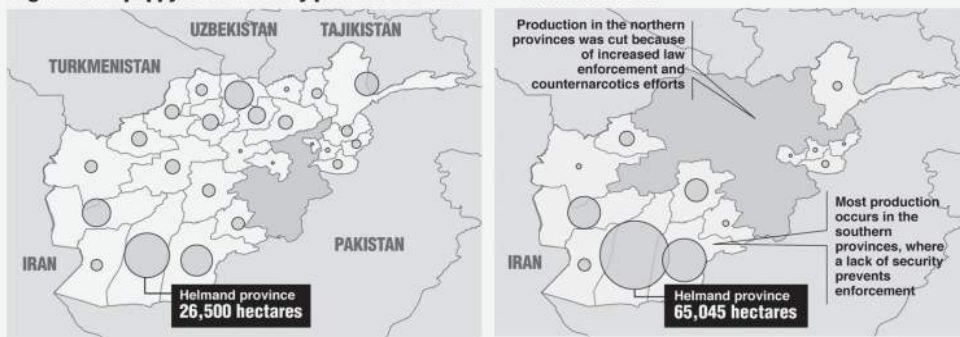 UZBEKISTAN
TAJIKISTAN
TURKMENISTAN
IRAN
PAKISTAN
Helmand province
26,500 hectares
Production in the northern
provinces was cut because
of increased law
enforcement and
counternarcotics efforts
Most production
occurs in the
southern
provinces, where
a lack of security
prevents
enforcement
IRAN
Helmand province
65,045 hectares